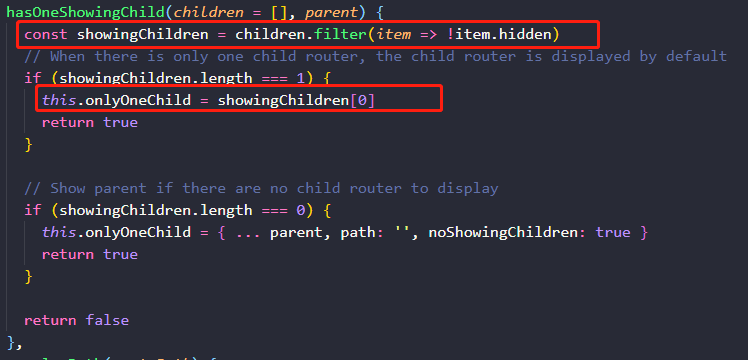 hasOneShowingChild(children = [], parent) {
const showingChildren = children.filter(item => !item.hidden)
// When there is only one child router, the child router is displayed by default
if (showingChildren.length === 1) {
this.onlyOneChild = showingChildren[0]
return true
}
// Show parent if there are no child router to display
if (showingChildren.length === 0) {
this.onlyOneChild = { ... parent, path: '', noShowingChildren: true }
return true
}
return false
},